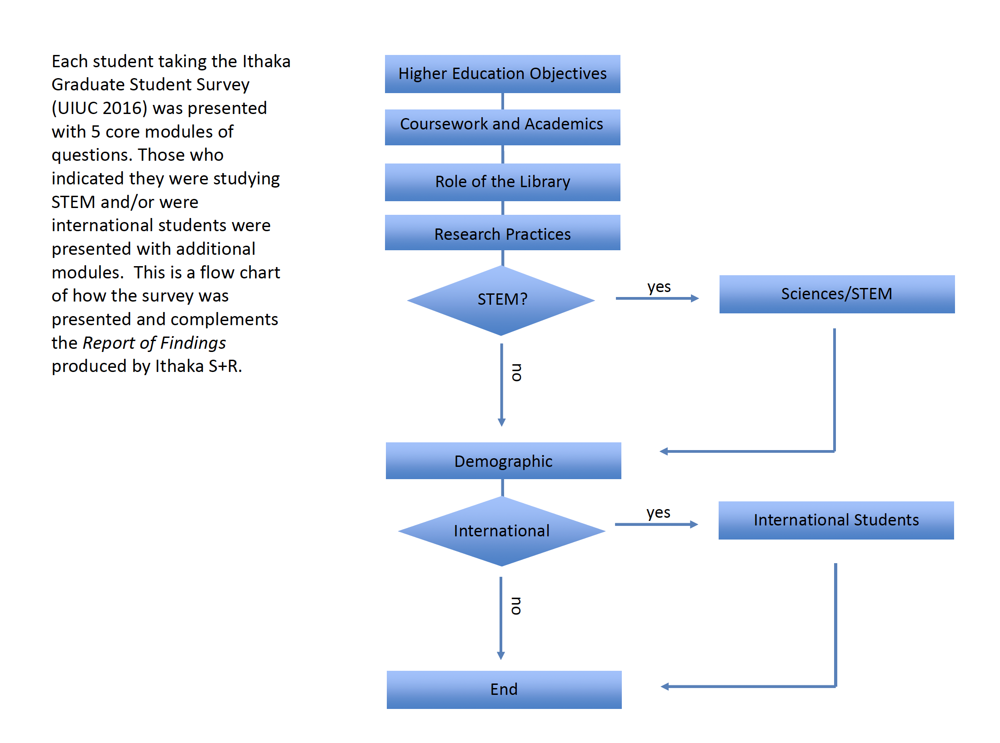 Each student taking the Ithaka
Graduate Student Survey
(UIUC 2016) was presented
with 5 core modules of
questions. Those who
indicated they were studying
STEM and/or were
international students were
presented with additional
modules.  This is a flow chart
of how the survey was
presented and complements
the Report of Findings
produced by Ithaka S+R.
Higher Education Objectives
Coursework and Academics
Role of the Library
Research Practices
STEM?
yes
Sciences/STEM
no
Demographic
International
yes
International Students
no
End